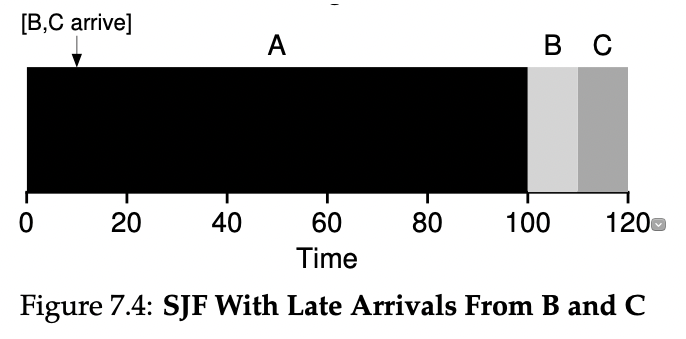 [B,C arrive]
A B C
0 20 40 60 80 100 120
Time
Figure 7.4: SJF With Late Arrivals From B and C